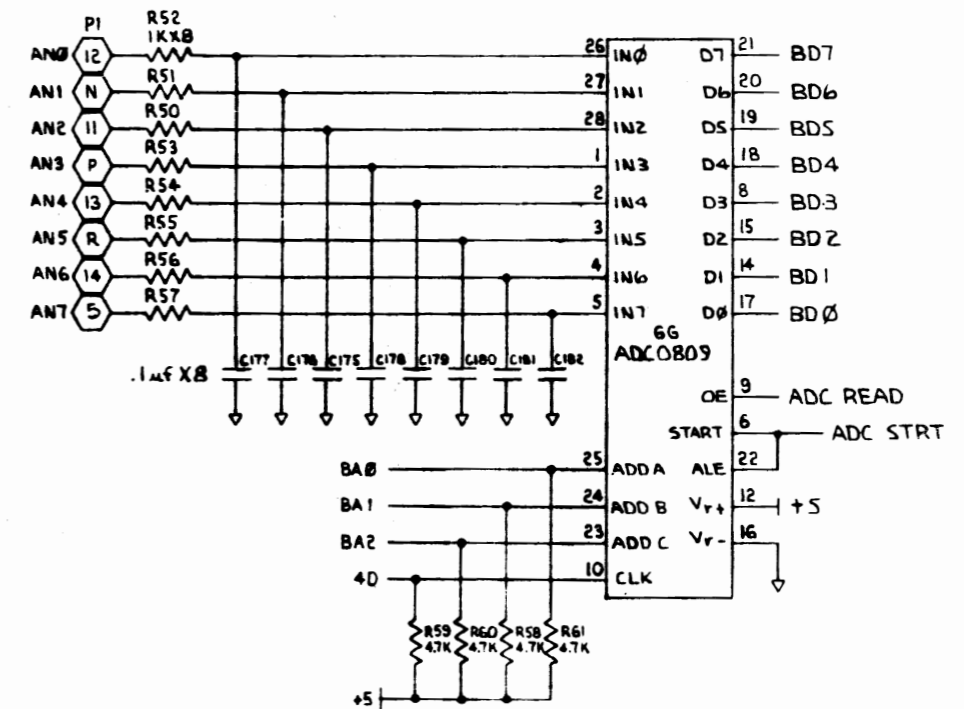 P1
R52
1KX8
AN0 12 26 IN0 D7 21 BD7
R51
AN1 N 27 IN1 D6 20 BD6
R50
AN2 11 28 IN2 D5 19 BD5
R53
AN3 P 1 IN3 D4 18 BD4
R54
AN4 13 2 IN4 D3 8 BD3
R55
AN5 R 3 IN5 D2 15 BD2
R56
AN6 14 4 IN6 D1 14 BD1
R57
AN7 5 5 IN7 D0 17 BD0
6G
ADC0809
C177 C176 C175 C178 C179 C180 C181 C182
.1uf X8
OE 9 ADC READ
START 6 ADC STRT
BA0 25 ADD A ALE 22
BA1 24 ADD B Vr+ 12 +5
BA2 23 ADD C Vr- 16
4D 10 CLK
R59 R60 R58 R61
4.7K 4.7K 4.7K 4.7K
+5